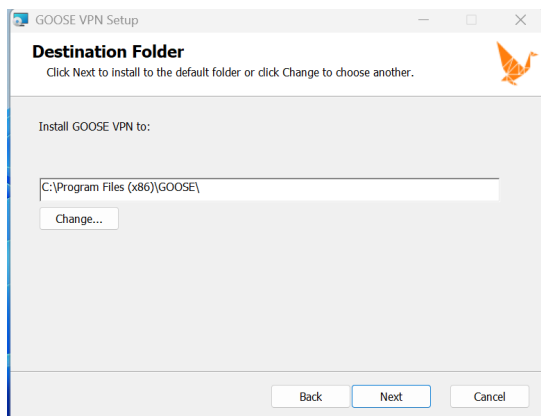 GOOSE VPN Setup
Destination Folder
Click Next to install to the default folder or click Change to choose another.
Install GOOSE VPN to:
C:\Program Files (x86)\GOOSE\
Change...
Back Next Cancel